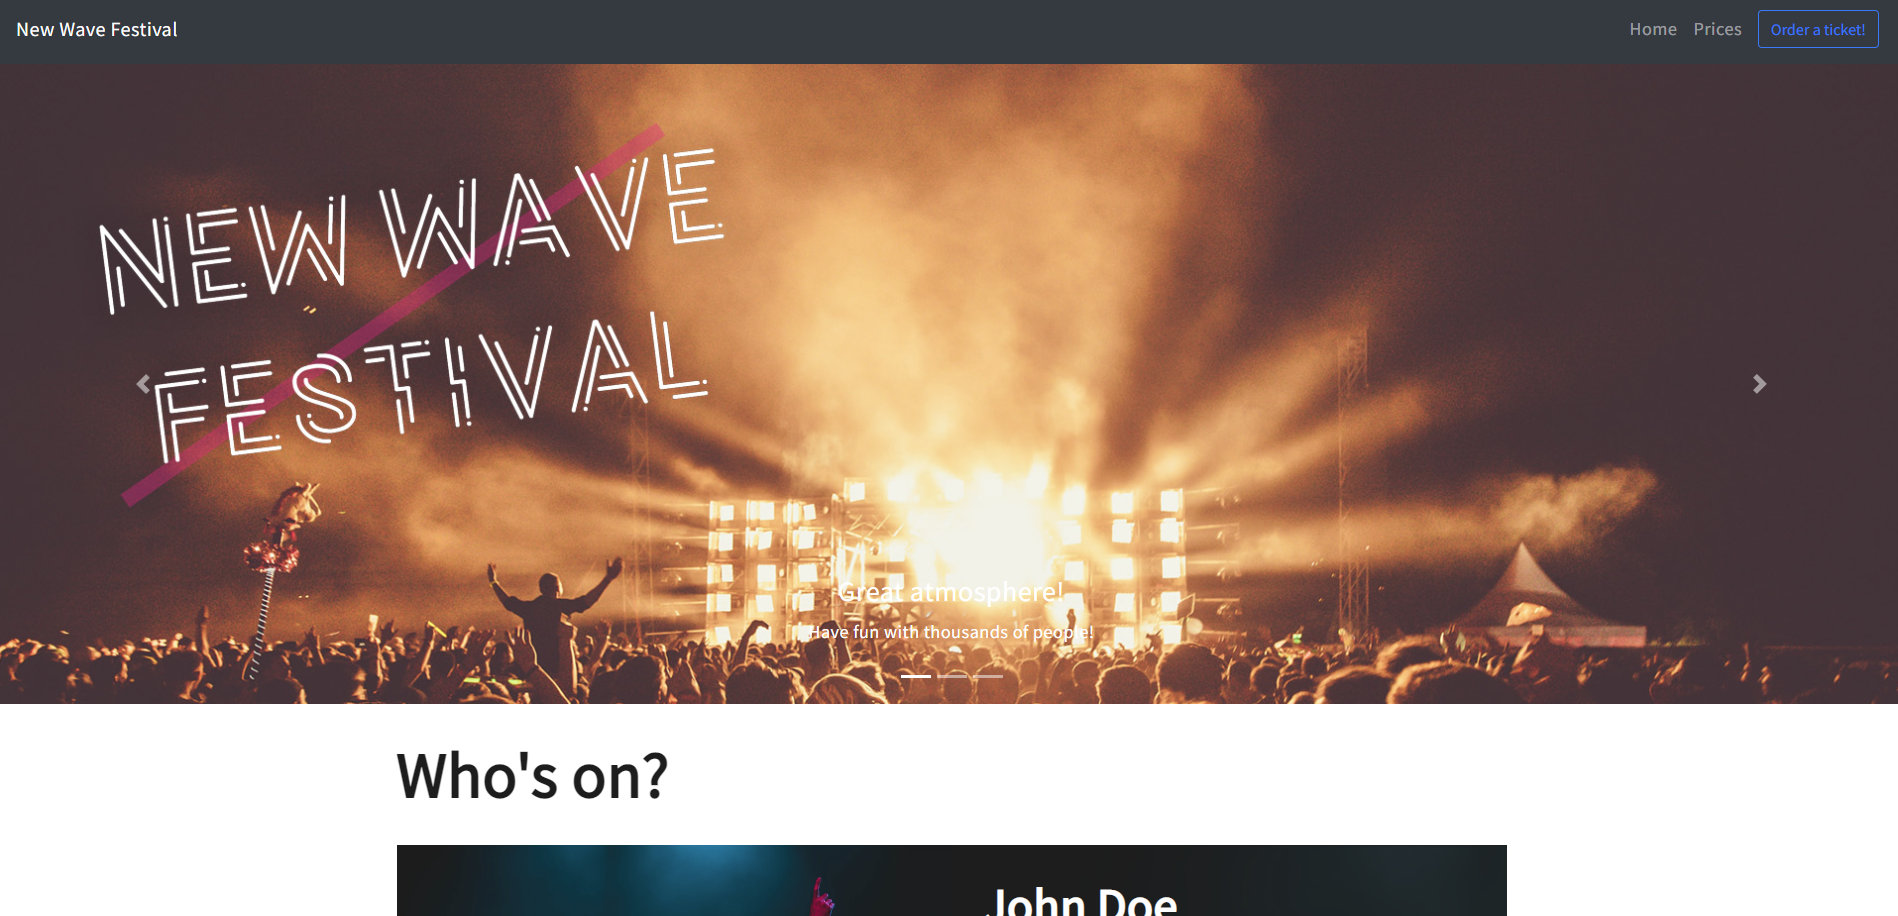 New Wave Festival
Home Prices Order a ticket!
NEW WAVE
FESTIVAL
Great atmosphere!
Have fun with thousands of people!
Who's on?
John Doe